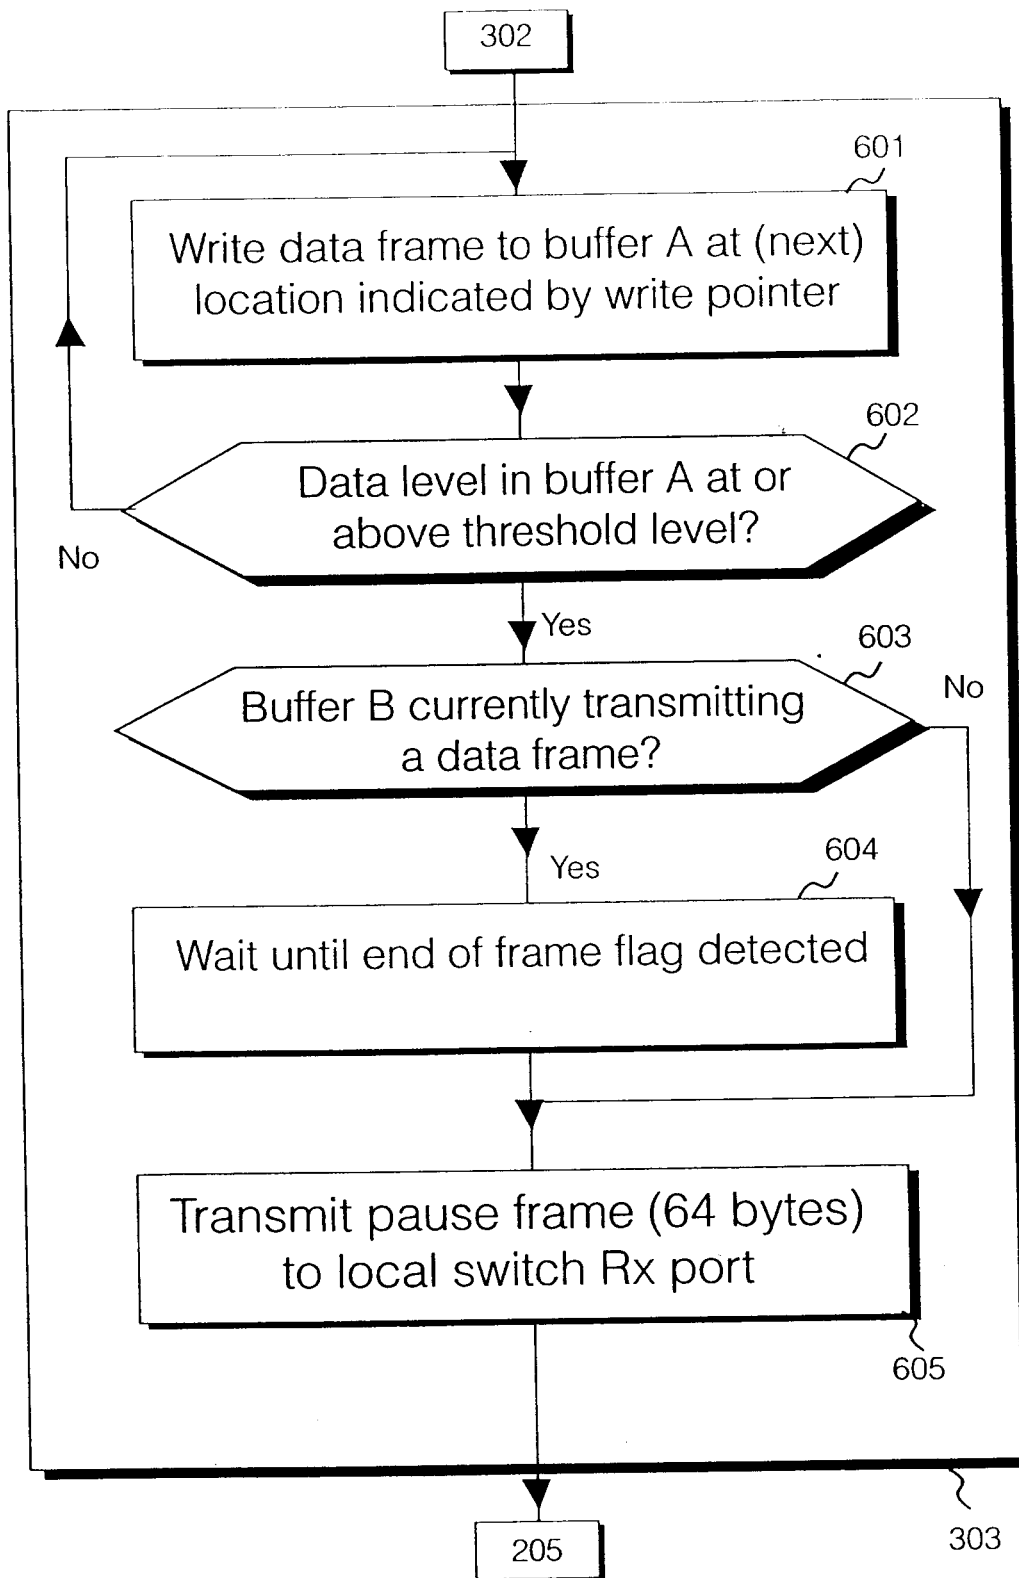 302
601
Write data frame to buffer A at (next)
location indicated by write pointer
602
Data level in buffer A at or
above threshold level?
No
Yes
603
Buffer B currently transmitting
a data frame?
No
Yes
604
Wait until end of frame flag detected
Transmit pause frame (64 bytes)
to local switch Rx port
605
303
205